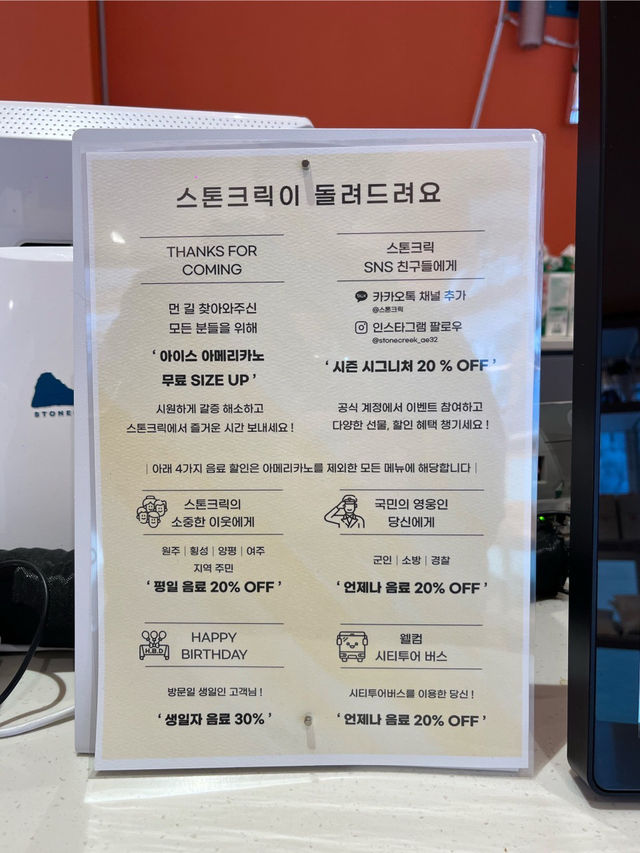 스톤크릭이 돌려드려요
THANKS FOR
COMING
먼 길 찾아와주신
모든 분들을 위해
‘ 아이스 아메리카노
무료 SIZE UP ’
시원하게 갈증 해소하고
스톤크릭에서 즐거운 시간 보내세요 !
스톤크릭
SNS 친구들에게
카카오톡 채널 추가
@스톤크릭
인스타그램 팔로우
@stonecreek_ae32
‘ 시즌 시그니처 20 % OFF ’
공식 계정에서 이벤트 참여하고
다양한 선물, 할인 혜택 챙기세요 !
| 아래 4가지 음료 할인은 아메리카노를 제외한 모든 메뉴에 해당합니다 |
스톤크릭의
소중한 이웃에게
원주 | 횡성 | 양평 | 여주
지역 주민
‘ 평일 음료 20% OFF ’
국민의 영웅인
당신에게
군인 | 소방 | 경찰
‘ 언제나 음료 20% OFF ’
H.B.D
HAPPY
BIRTHDAY
방문일 생일인 고객님 !
‘ 생일자 음료 30% ’
웰컴
시티투어 버스
시티투어버스를 이용한 당신 !
‘ 언제나 음료 20% OFF ’
STONE